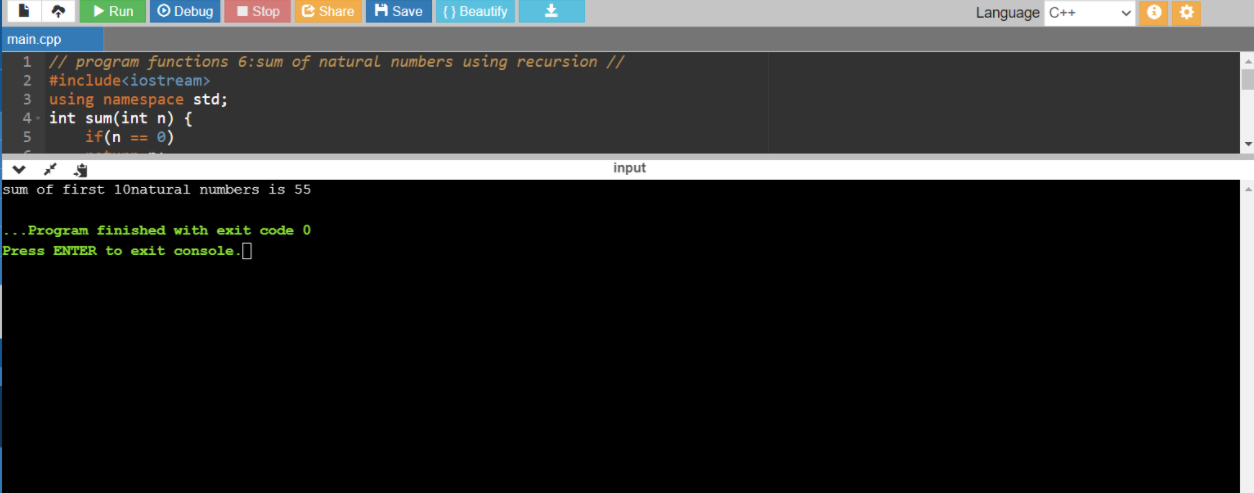 Run Debug Stop Share Save { } Beautify Language C++
main.cpp
1 // program functions 6:sum of natural numbers using recursion //
2 #include<iostream>
3 using namespace std;
4 int sum(int n) {
5 if(n == 0)
input
sum of first 10natural numbers is 55
...Program finished with exit code 0
Press ENTER to exit console.